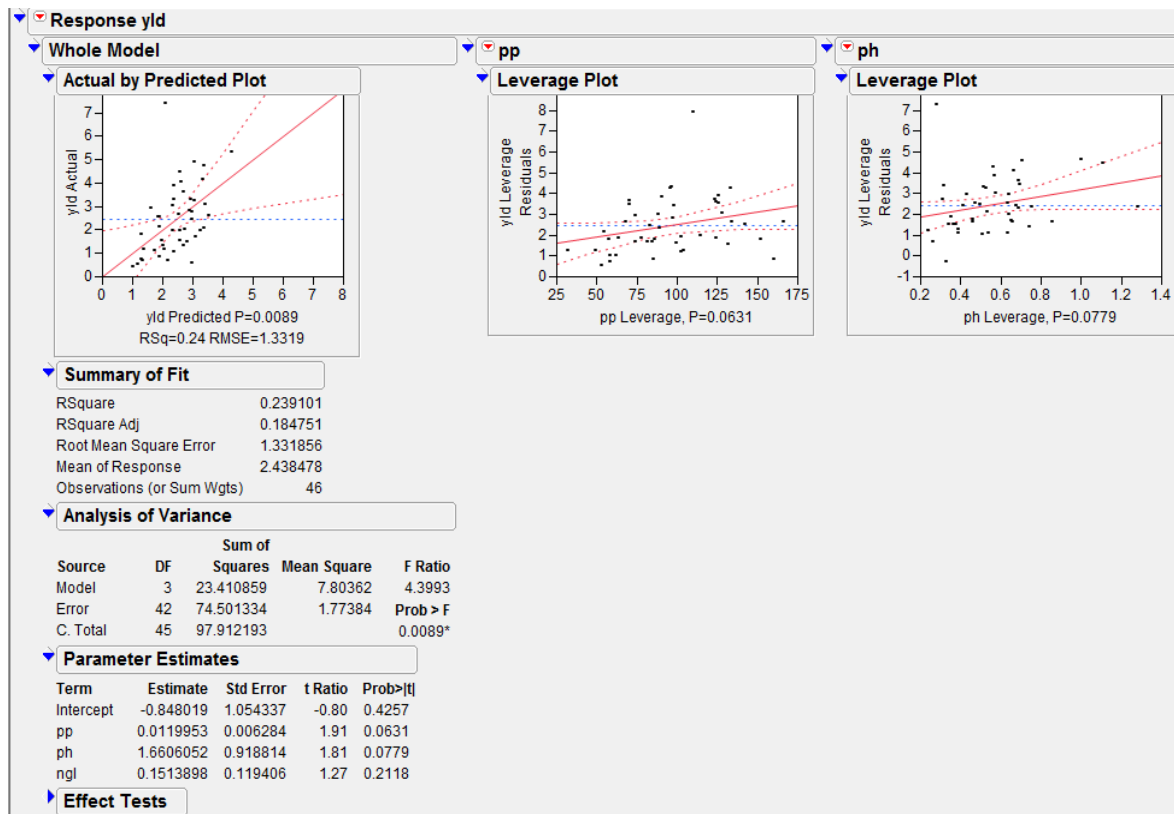 Response yld
Whole Model
Actual by Predicted Plot
7
6
5
4
3
2
1
0
yld Actual
0 1 2 3 4 5 6 7 8
yld Predicted P=0.0089
RSq=0.24 RMSE=1.3319
pp
Leverage Plot
8
7
6
5
4
3
2
1
0
yld Leverage
Residuals
25 50 75 100 125 150 175
pp Leverage, P=0.0631
ph
Leverage Plot
7
6
5
4
3
2
1
0
-1
yld Leverage
Residuals
0.2 0.4 0.6 0.8 1.0 1.2 1.4
ph Leverage, P=0.0779
Summary of Fit
RSquare 0.239101
RSquare Adj 0.184751
Root Mean Square Error 1.331856
Mean of Response 2.438478
Observations (or Sum Wgts) 46
Analysis of Variance
Sum of
Source DF Squares Mean Square F Ratio
Model 3 23.410859 7.80362 4.3993
Error 42 74.501334 1.77384 Prob > F
C. Total 45 97.912193 0.0089*
Parameter Estimates
Term Estimate Std Error t Ratio Prob>|t|
Intercept -0.848019 1.054337 -0.80 0.4257
pp 0.0119953 0.006284 1.91 0.0631
ph 1.6606052 0.918814 1.81 0.0779
ngl 0.1513898 0.119406 1.27 0.2118
Effect Tests